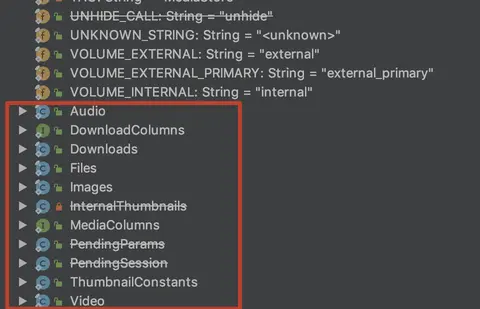 UNHIDE_CALL: String = "unhide"
UNKNOWN_STRING: String = "<unknown>"
VOLUME_EXTERNAL: String = "external"
VOLUME_EXTERNAL_PRIMARY: String = "external_primary"
VOLUME_INTERNAL: String = "internal"
Audio
DownloadColumns
Downloads
Files
Images
InternalThumbnails
MediaColumns
PendingParams
PendingSession
ThumbnailConstants
Video